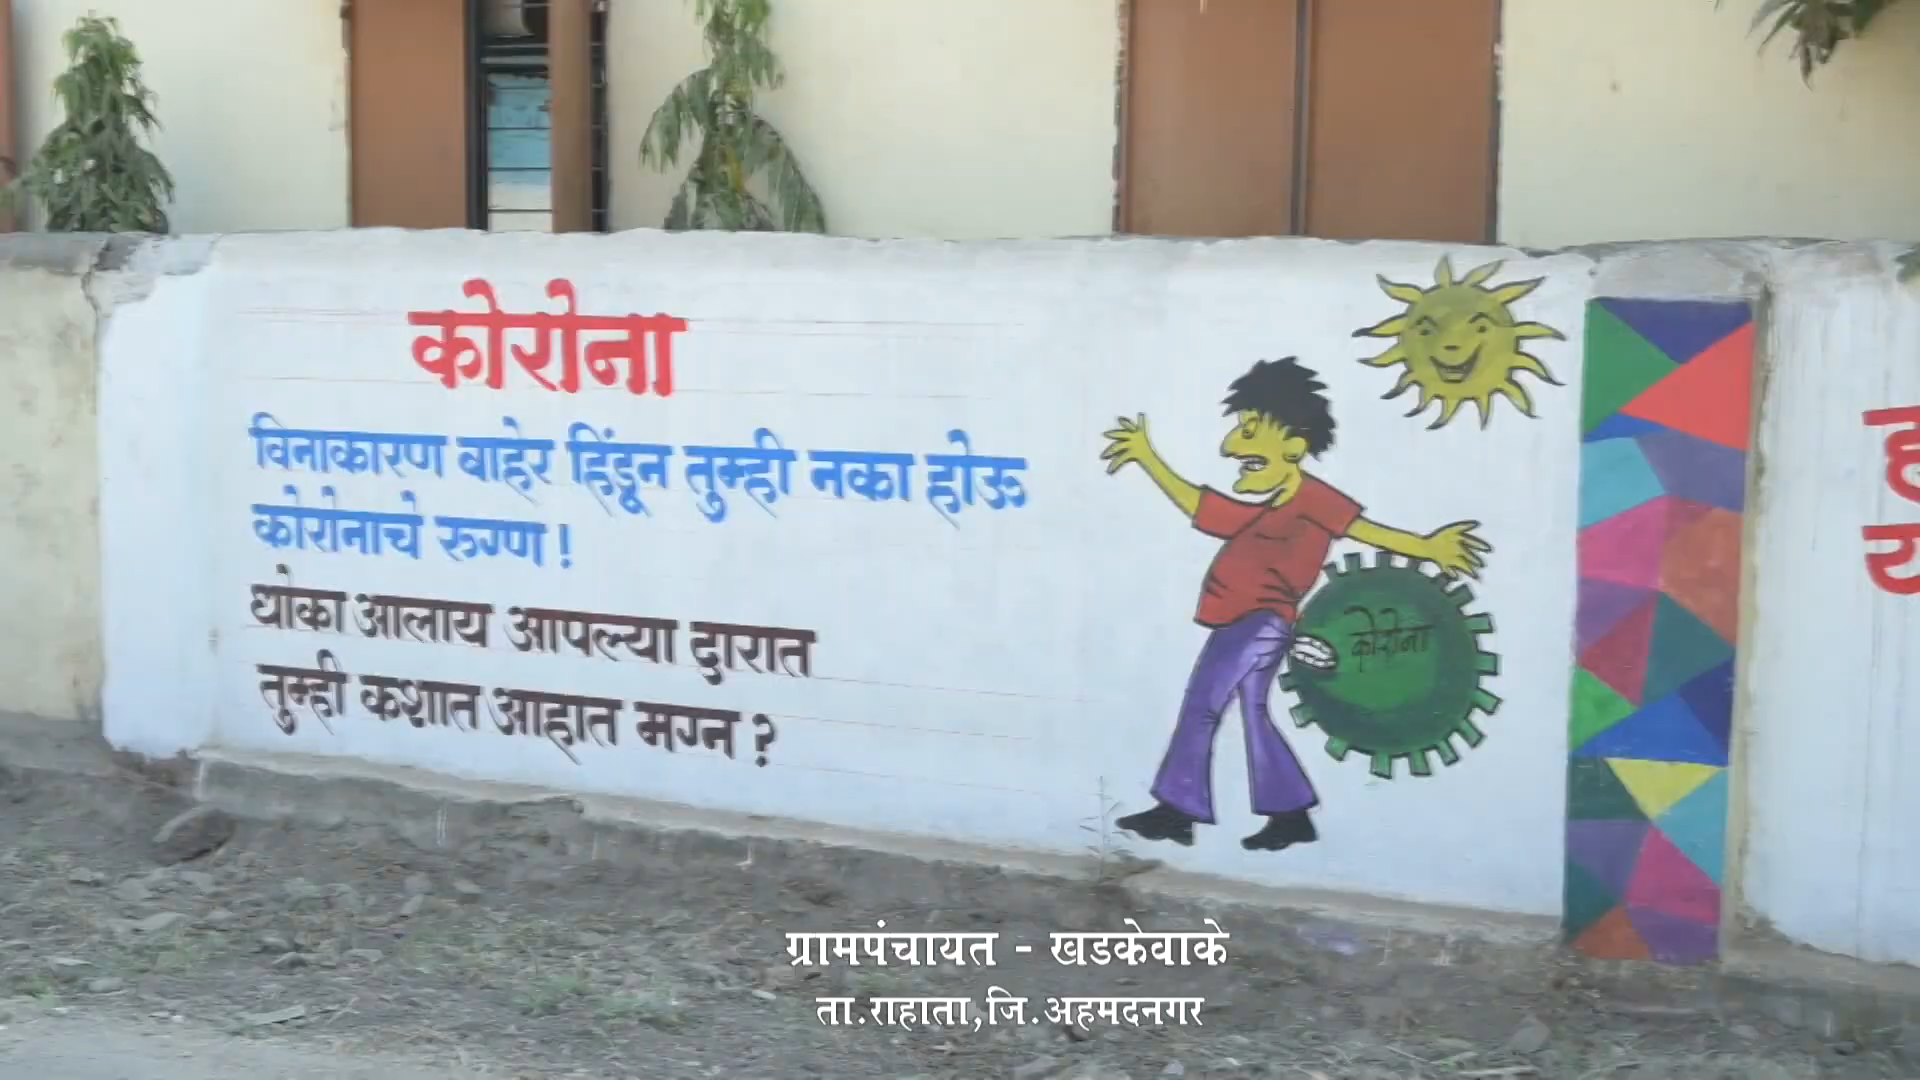 कोरोना
विनाकारण बाहेर हिंडून तुम्ही नका होऊ
कोरोनाचे रुग्ण !
धोका आलाय आपल्या दारात
तुम्ही कशात आहात मग्न ?
कोरोना
ग्रामपंचायत - खडकेवाके
ता.राहाता,जि.अहमदनगर